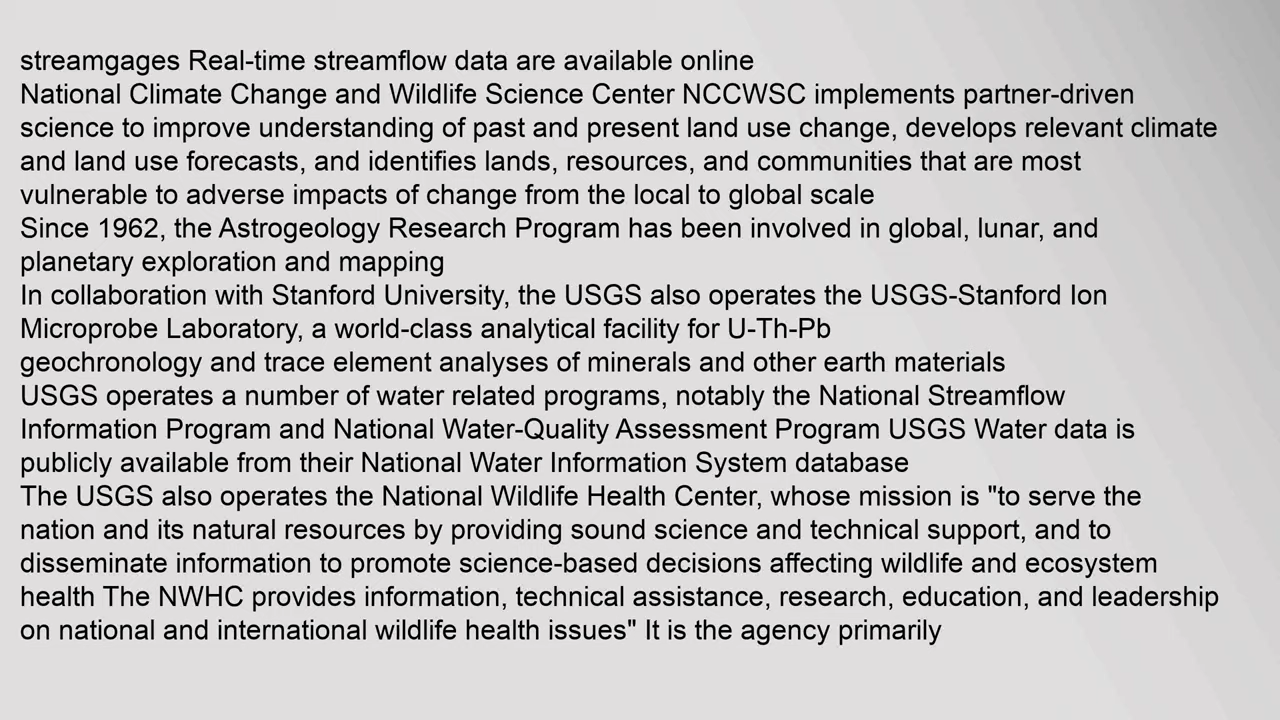 streamgages Real-time streamflow data are available online
National Climate Change and Wildlife Science Center NCCWSC implements partner-driven
science to improve understanding of past and present land use change, develops relevant climate
and land use forecasts, and identifies lands, resources, and communities that are most
vulnerable to adverse impacts of change from the local to global scale
Since 1962, the Astrogeology Research Program has been involved in global, lunar, and
planetary exploration and mapping
In collaboration with Stanford University, the USGS also operates the USGS-Stanford Ion
Microprobe Laboratory, a world-class analytical facility for U-Th-Pb
geochronology and trace element analyses of minerals and other earth materials
USGS operates a number of water related programs, notably the National Streamflow
Information Program and National Water-Quality Assessment Program USGS Water data is
publicly available from their National Water Information System database
The USGS also operates the National Wildlife Health Center, whose mission is "to serve the
nation and its natural resources by providing sound science and technical support, and to
disseminate information to promote science-based decisions affecting wildlife and ecosystem
health The NWHC provides information, technical assistance, research, education, and leadership
on national and international wildlife health issues" It is the agency primarily